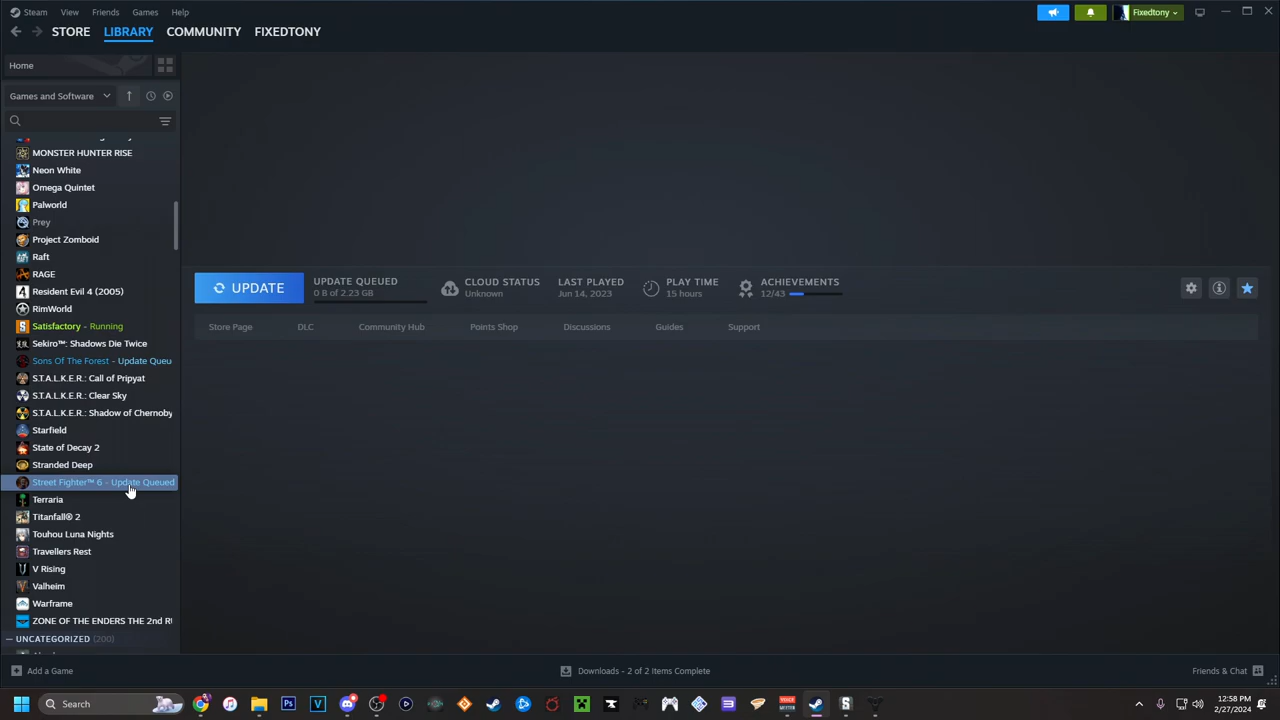 Steam View Friends Games Help
Fixedtony
STORE LIBRARY COMMUNITY FIXEDTONY
Home
Games and Software
MONSTER HUNTER RISE
Neon White
Omega Quintet
Palworld
Prey
Project Zomboid
Raft
RAGE
Resident Evil 4 (2005)
RimWorld
Satisfactory - Running
Sekiro™: Shadows Die Twice
Sons Of The Forest - Update Queu
S.T.A.L.K.E.R.: Call of Pripyat
S.T.A.L.K.E.R.: Clear Sky
S.T.A.L.K.E.R.: Shadow of Chernoby
Starfield
State of Decay 2
Stranded Deep
Street Fighter™ 6 - Update Queued
Terraria
Titanfall® 2
Touhou Luna Nights
Travellers Rest
V Rising
Valheim
Warframe
ZONE OF THE ENDERS THE 2nd RU
UNCATEGORIZED (200)
UPDATE
UPDATE QUEUED
0 B of 2.23 GB
CLOUD STATUS
Unknown
LAST PLAYED
Jun 14, 2023
PLAY TIME
15 hours
ACHIEVEMENTS
12/43
Store Page DLC Community Hub Points Shop Discussions Guides Support
Add a Game
Downloads - 2 of 2 Items Complete
Friends & Chat
Search
12:58 PM
2/27/2024